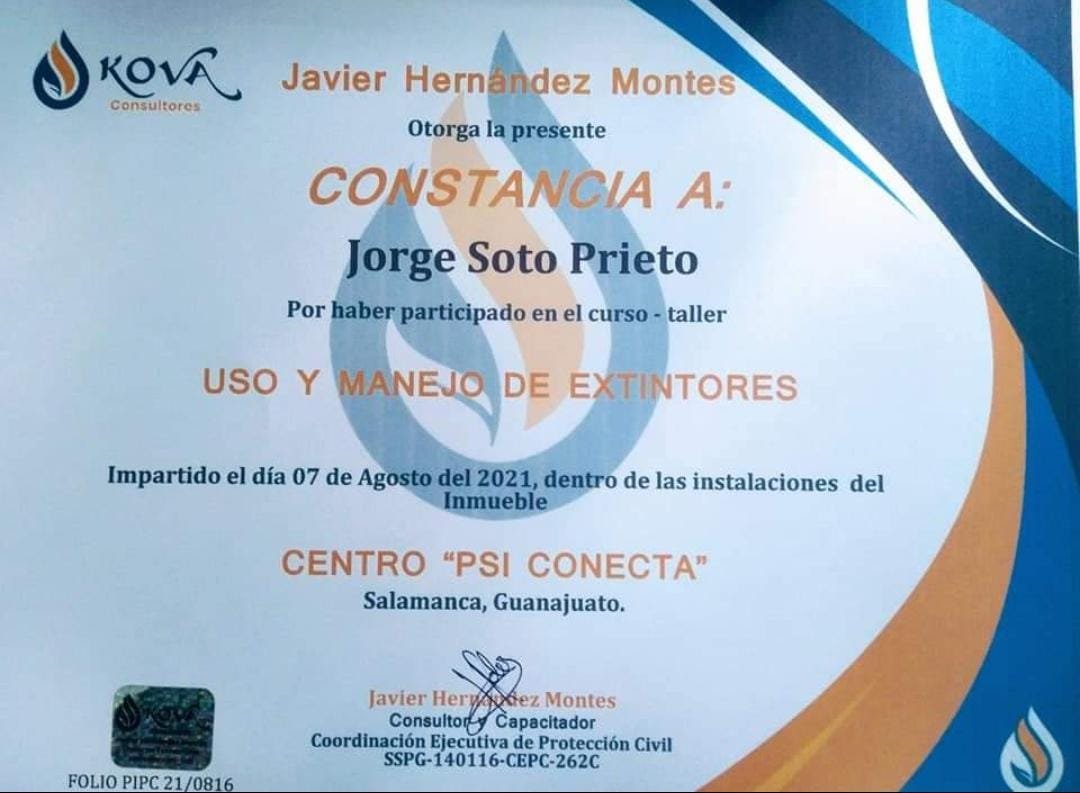 KOVA
Consultores
Javier Hernández Montes
Otorga la presente
CONSTANCIA A:
Jorge Soto Prieto
Por haber participado en el curso - taller
USO Y MANEJO DE EXTINTORES
Impartido el día 07 de Agosto del 2021, dentro de las instalaciones del
Inmueble
CENTRO “PSI CONECTA”
Salamanca, Guanajuato.
Javier Hernández Montes
Consultor y Capacitador
Coordinación Ejecutiva de Protección Civil
SSPG-140116-CEPC-262C
KOVA
FOLIO PIPC 21/0816